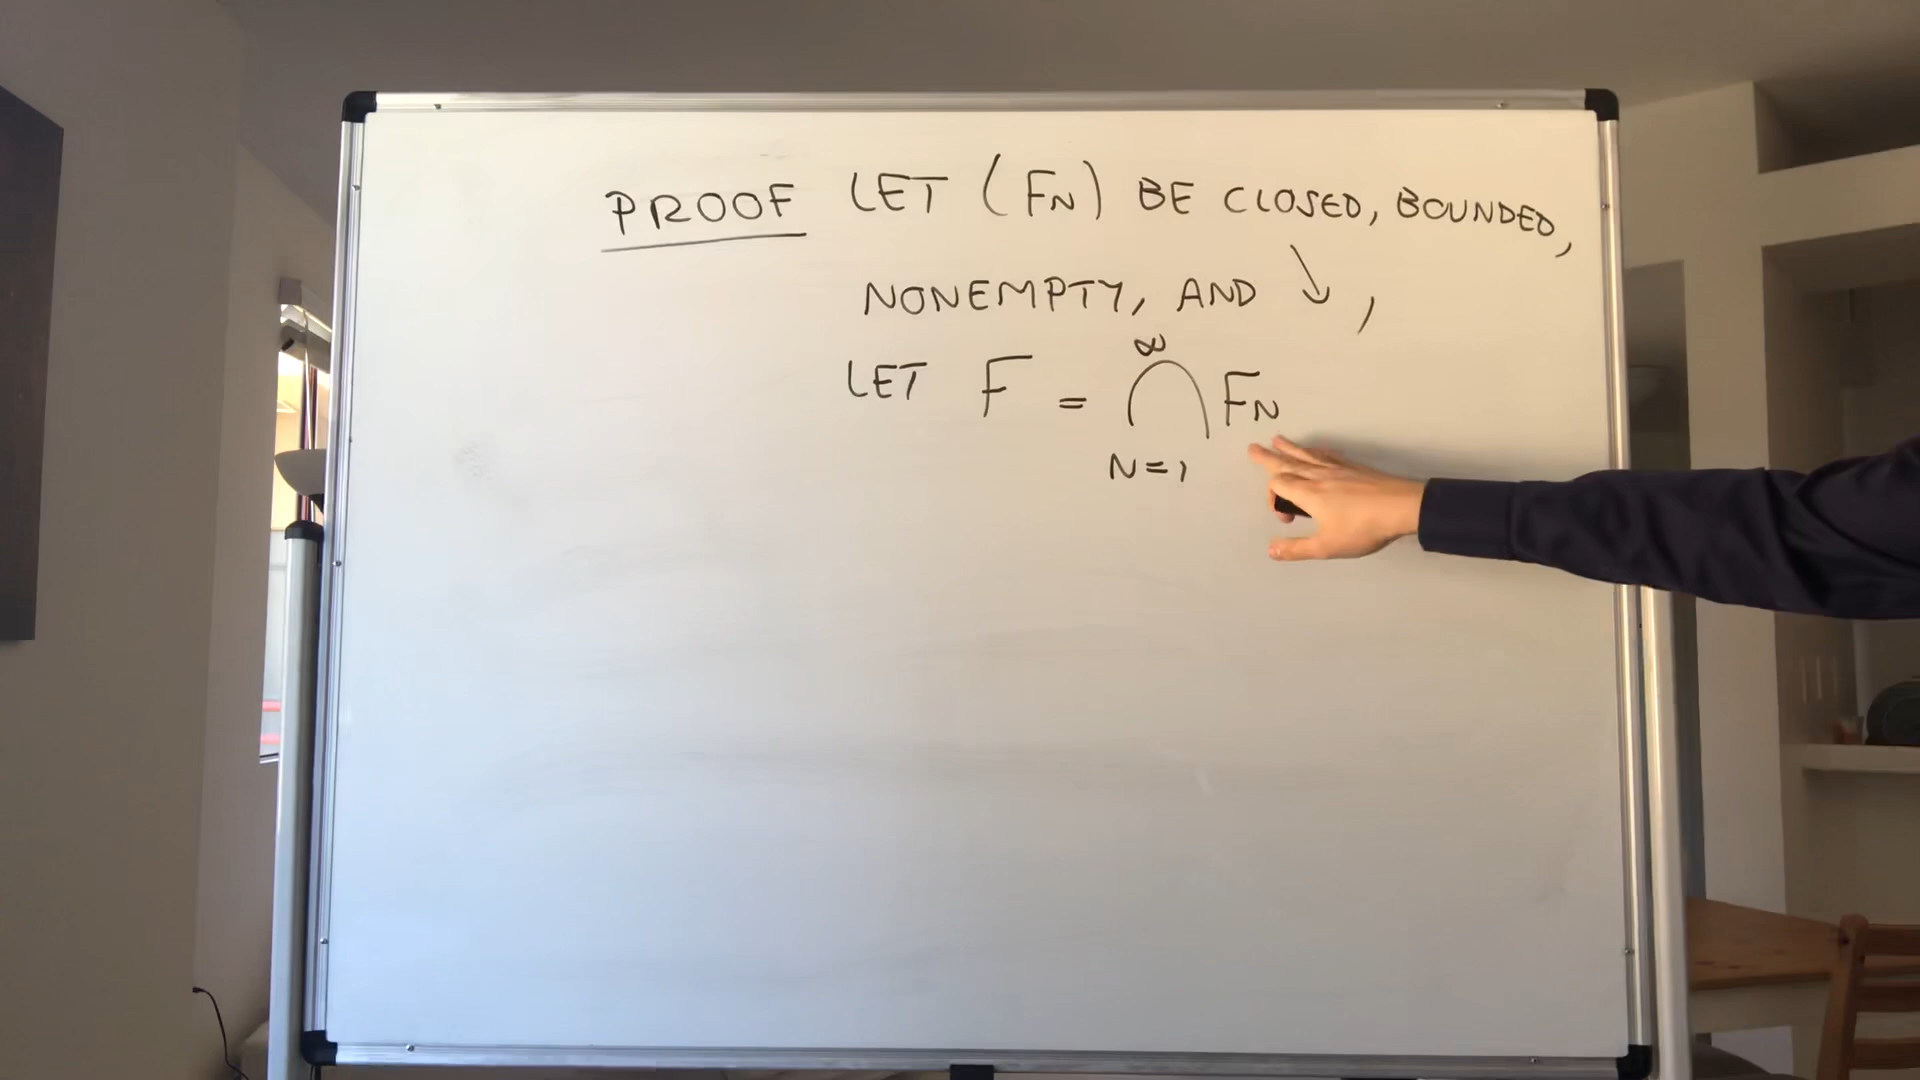 PROOF LET (FN) BE CLOSED, BOUNDED,
NONEMPTY, AND ↘,
∞
LET F = ⋂ FN
N=1